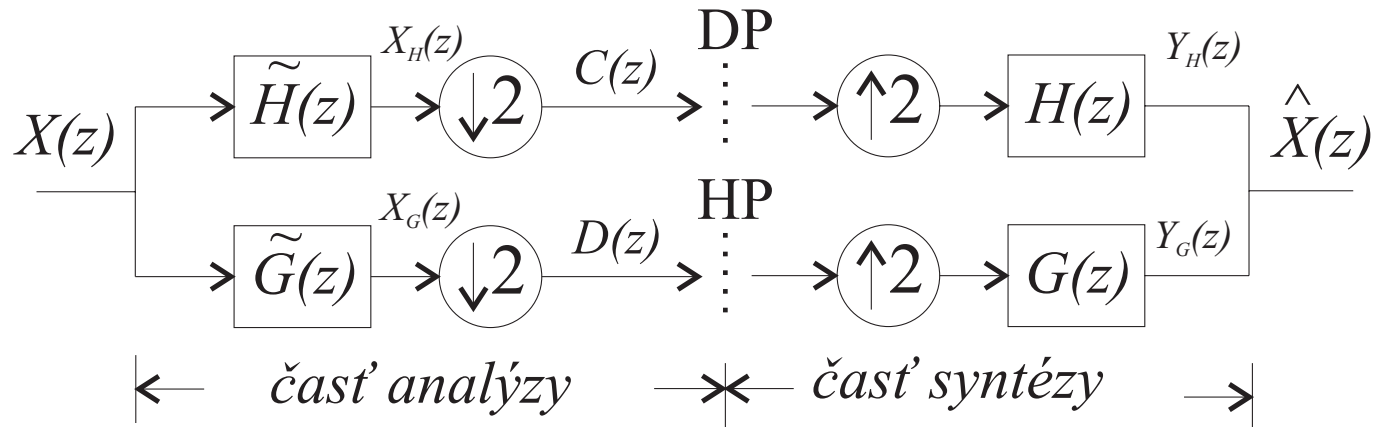 X(z)
H̃(z)
X_H(z)
↓2
C(z)
DP
↑2
H(z)
Y_H(z)
X̂(z)
G̃(z)
X_G(z)
↓2
D(z)
HP
↑2
G(z)
Y_G(z)
časť analýzy
časť syntézy